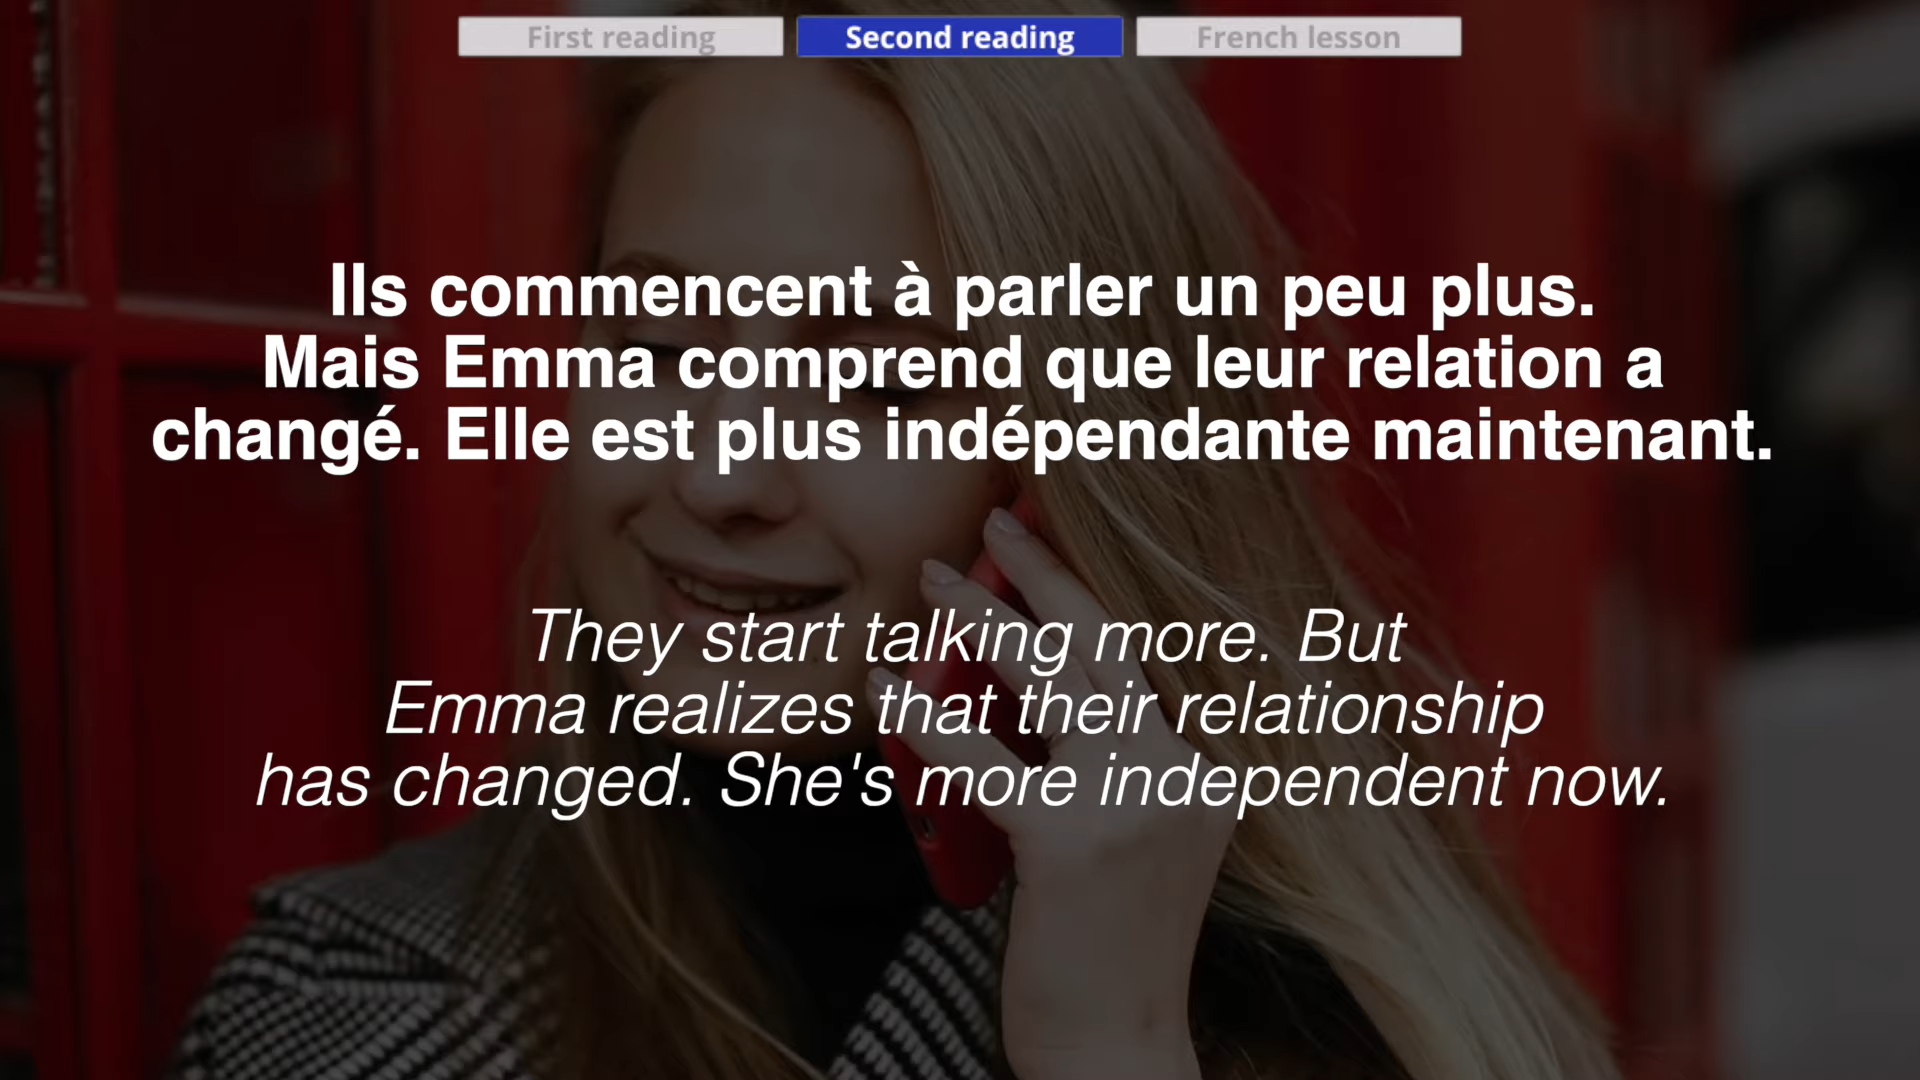 First reading
Second reading
French lesson
Ils commencent à parler un peu plus.
Mais Emma comprend que leur relation a
changé. Elle est plus indépendante maintenant.
They start talking more. But
Emma realizes that their relationship
has changed. She's more independent now.